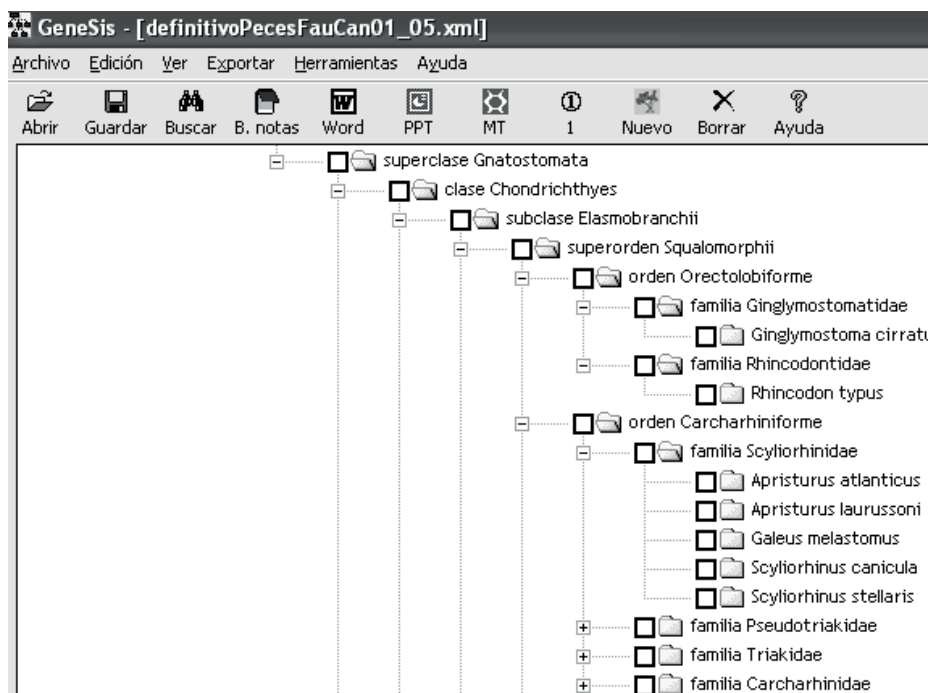 GeneSis - [definitivoPecesFauCan01_05.xml]
Archivo Edición Ver Exportar Herramientas Ayuda
Abrir Guardar Buscar B. notas Word PPT MT 1 Nuevo Borrar Ayuda
superclase Gnatostomata
clase Chondrichthyes
subclase Elasmobranchii
superorden Squalomorphii
orden Orectolobiforme
familia Ginglymostomatidae
Ginglymostoma cirratu
familia Rhincodontidae
Rhincodon typus
orden Carcharhiniforme
familia Scyliorhinidae
Apristurus atlanticus
Apristurus laurussoni
Galeus melastomus
Scyliorhinus canicula
Scyliorhinus stellaris
familia Pseudotriakidae
familia Triakidae
familia Carcharhinidae